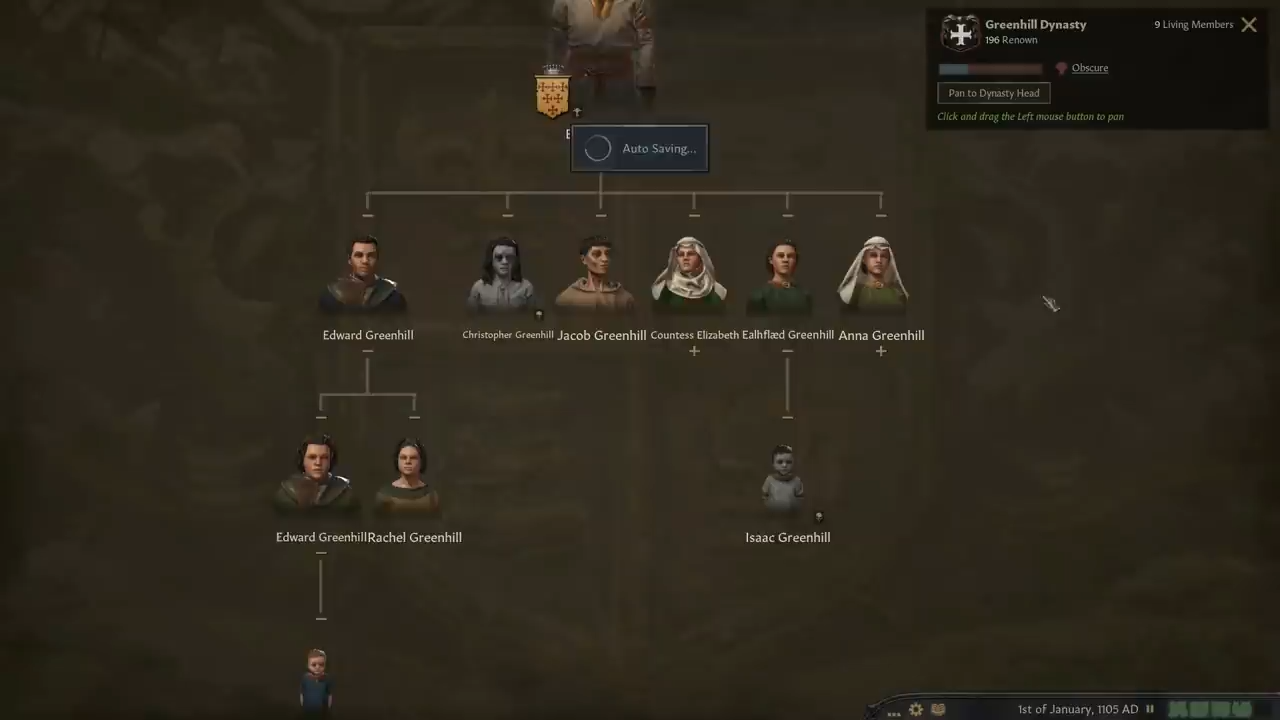 Greenhill Dynasty
9 Living Members
196 Renown
Obscure
Pan to Dynasty Head
Click and drag the Left mouse button to pan
Auto Saving...
Edward Greenhill
Christopher Greenhill
Jacob Greenhill
Countess Elizabeth
Ealhflæd Greenhill
Anna Greenhill
Edward Greenhill
Rachel Greenhill
Isaac Greenhill
1st of January, 1105 AD